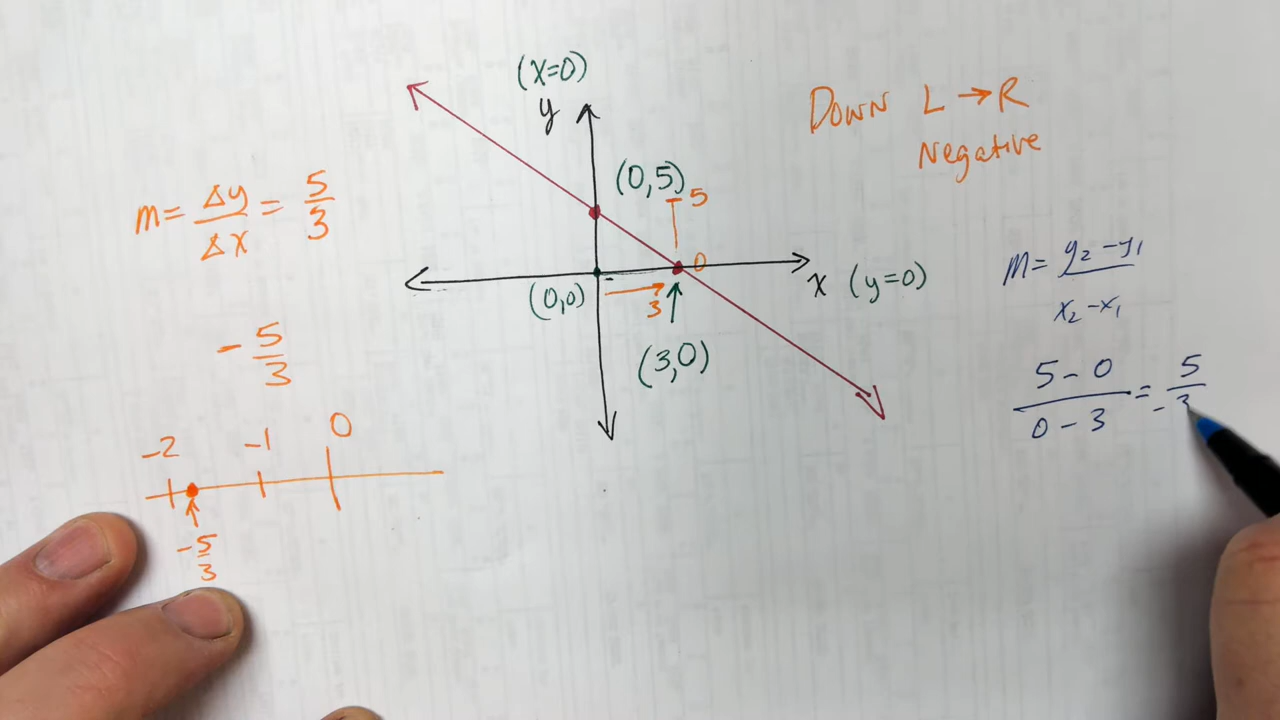 (x=0)
y
Down L → R
Negative
m = Δy/Δx = 5/3
(0,5)
5
0
(0,0)
3
x (y=0)
(3,0)
m = y₂ - y₁ / x₂ - x₁
5 - 0 / 0 - 3 = 5 / -3
- 5/3
-2 -1 0
-5/3